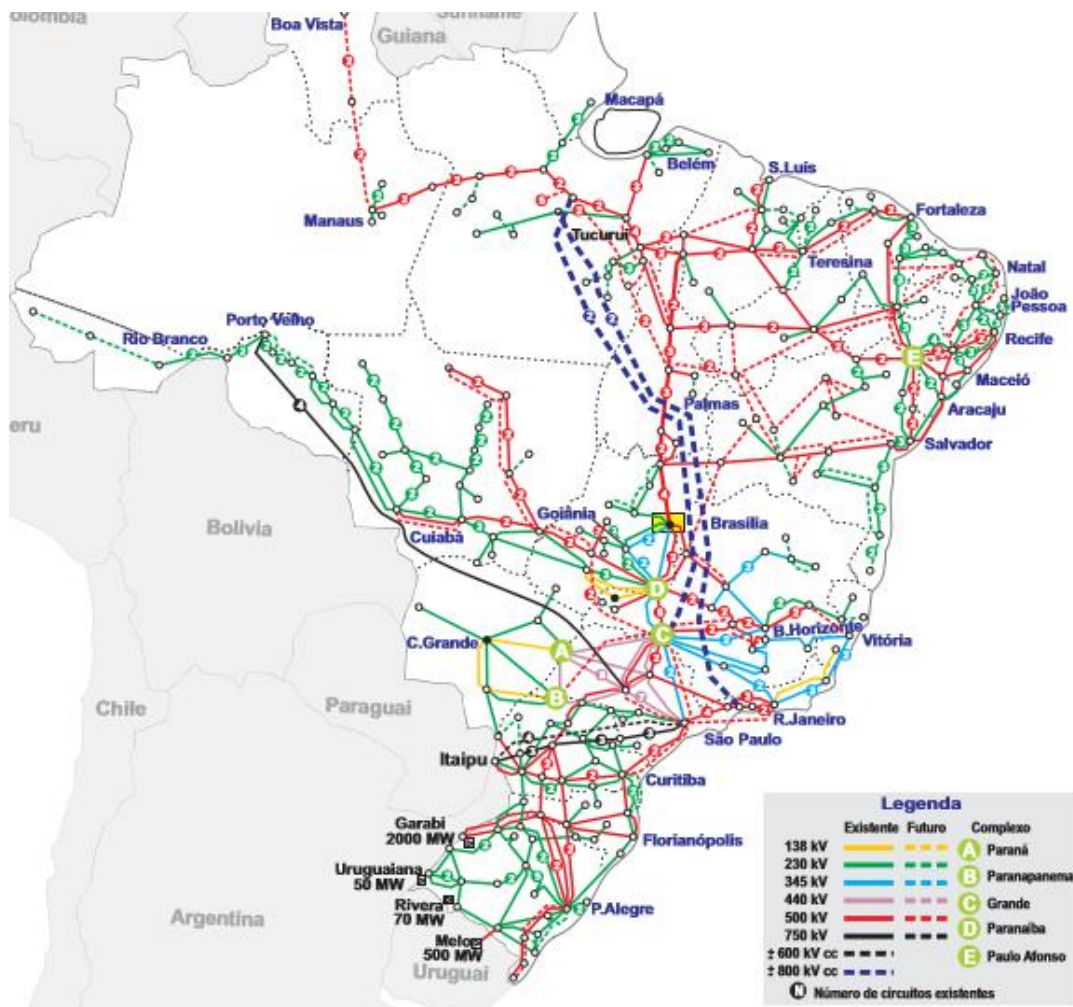 olombia
Suriname
Boa Vista
Guiana
Macapá
Belém
S.Luis
Manaus
Tucurui
Fortaleza
Teresina
Natal
João
Pessoa
Porto Velho
Rio Branco
Recife
Maceió
eru
Palmas
Aracaju
Salvador
Bolivia
Goiânia
Brasília
Cuiabá
C.Grande
B.Horizonte
Vitória
Chile
Paraguai
R.Janeiro
São Paulo
Itaipu
Curitiba
Garabi
2000 MW
Florianópolis
Uruguaiana
50 MW
Rivera
70 MW
P.Alegre
Argentina
Melo
500 MW
Uruguai
A
B
C
D
E
Legenda
Existente Futuro Complexo
138 kV A Paraná
230 kV B Paranapanema
345 kV
440 kV C Grande
500 kV D Paranaíba
750 kV E Paulo Afonso
± 600 kV cc
± 800 kV cc
N Número de circuitos existentes